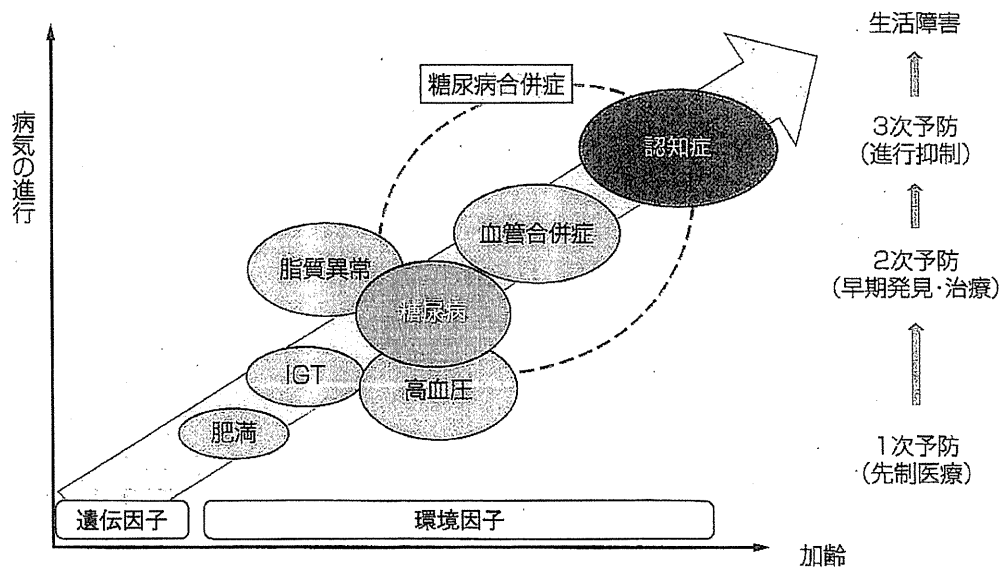 生活障害
糖尿病合併症
病気の進行
認知症
3次予防
(進行抑制)
血管合併症
脂質異常
2次予防
(早期発見・治療)
糖尿病
IGT
高血圧
肥満
1次予防
(先制医療)
遺伝因子
環境因子
加齢